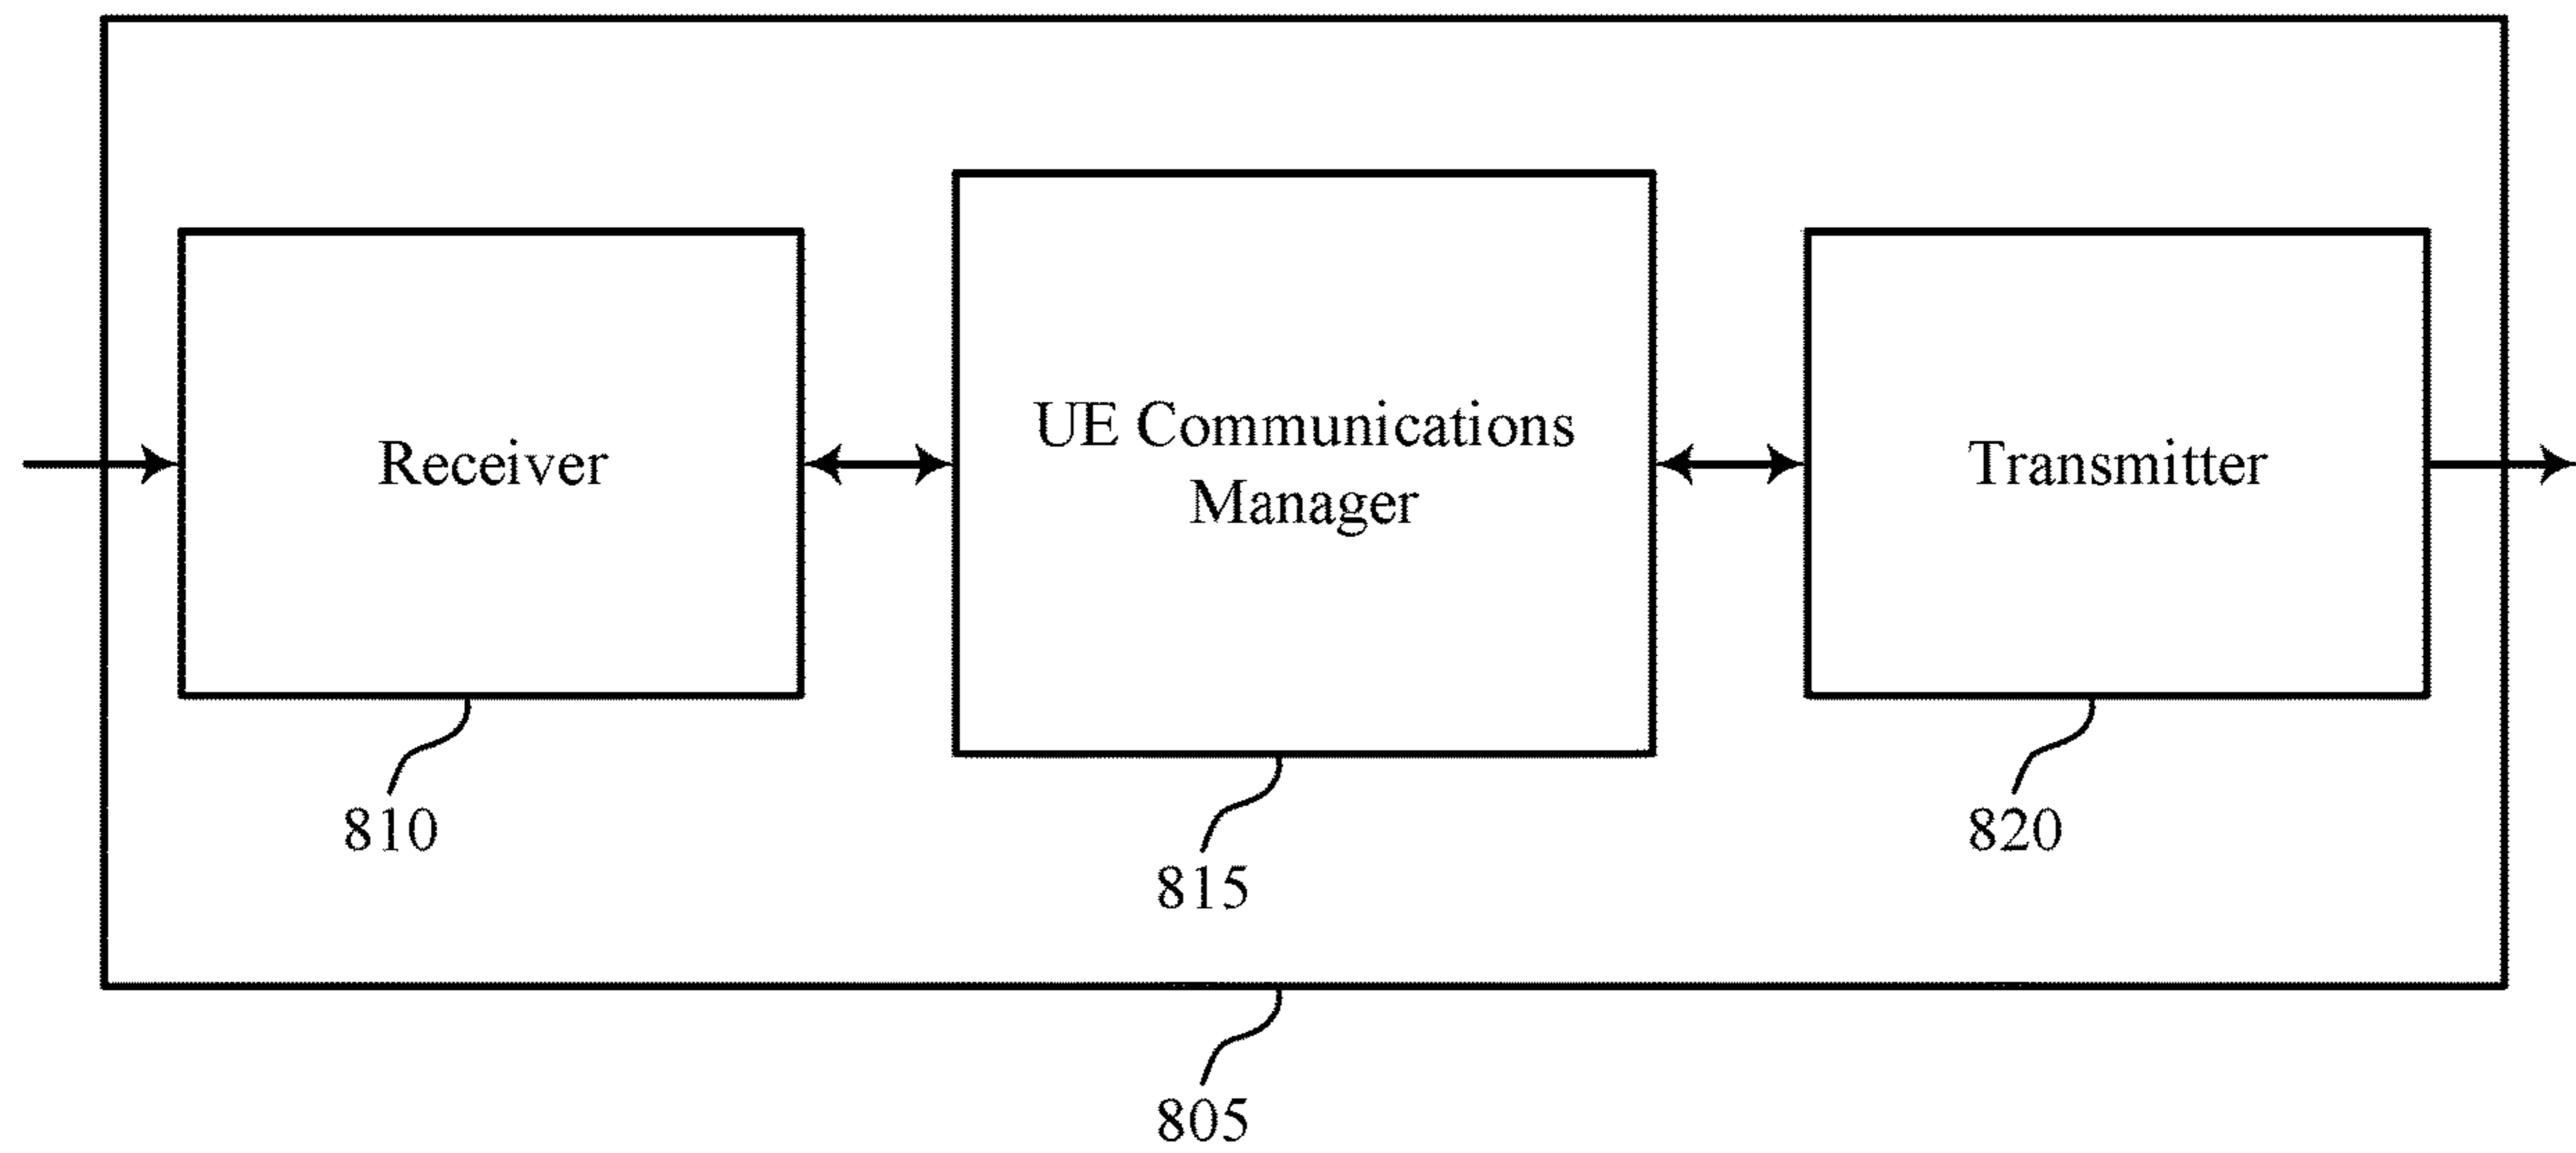 Receiver
UE Communications
Manager
Transmitter
810
815
820
805